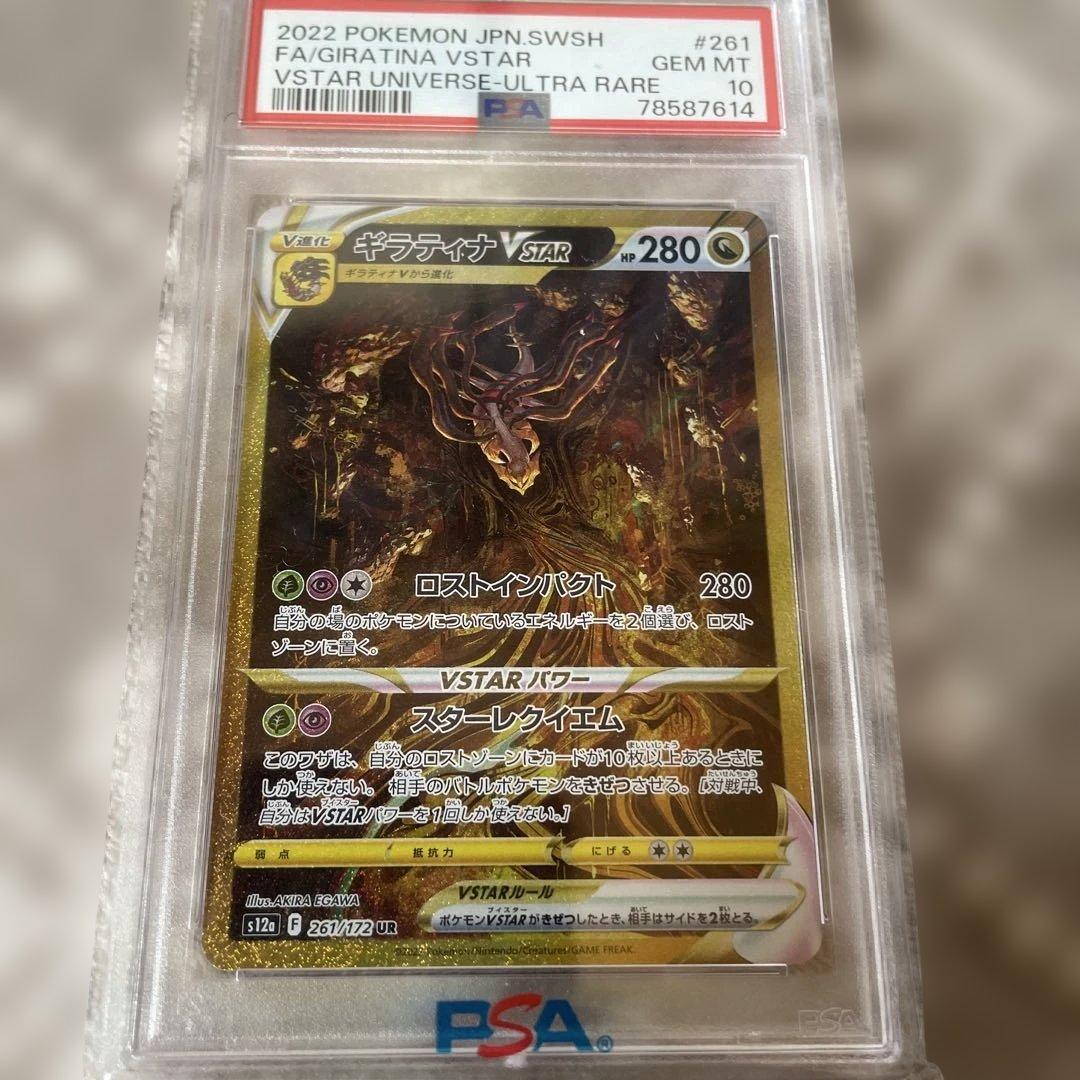 2022 POKEMON JPN.SWSH #261
FA/GIRATINA VSTAR GEM MT
VSTAR UNIVERSE-ULTRA RARE 10
PSA 78587614
V進化 ギラティナVSTAR HP 280
ギラティナVから進化
ロストインパクト 280
自分の場のポケモンについているエネルギーを2個選び、ロスト
ゾーンに置く。
VSTARパワー
スターレクイエム
このワザは、自分のロストゾーンにカードが10枚以上あるときに
しか使えない。相手のバトルポケモンをきぜつさせる。[対戦中、
自分はVSTARパワーを1回しか使えない。]
弱点 抵抗力 にげる
Illus.AKIRA EGAWA
VSTARルール
ポケモンVSTARがきぜつしたとき、相手はサイドを2枚とる。
s12a F 261/172 UR
©2022 Pokémon/Nintendo/Creatures/GAME FREAK.
PSA®
PSA